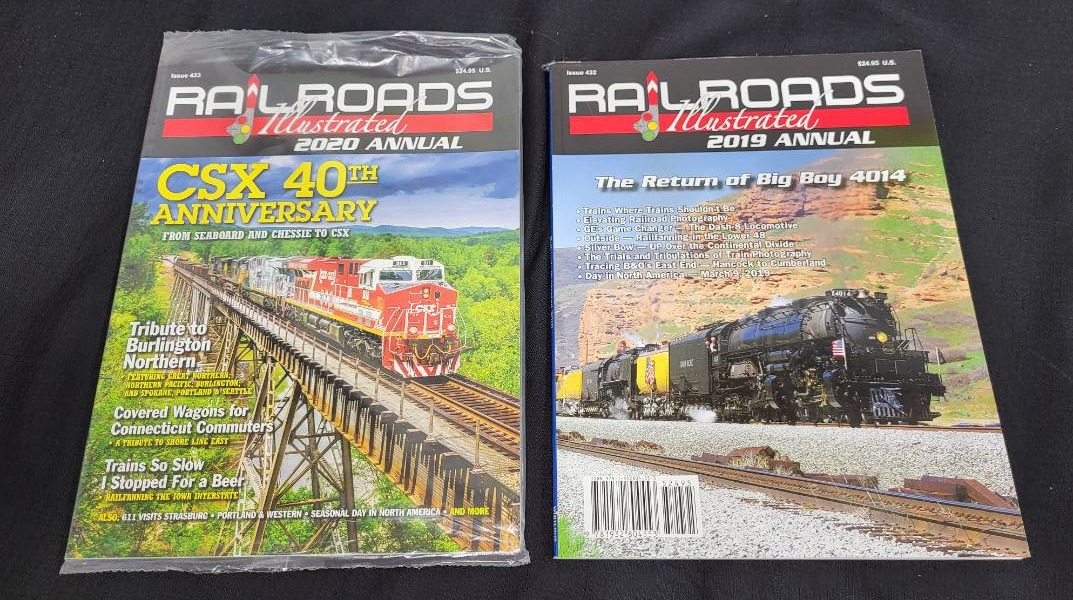 Issue 433
$24.95 U.S.
RAILROADS
Illustrated
2020 ANNUAL
CSX 40TH
ANNIVERSARY
FROM SEABOARD AND CHESSIE TO CSX
Tribute to
Burlington
Northern
• FEATURING GREAT NORTHERN,
NORTHERN PACIFIC, BURLINGTON,
AND SPOKANE, PORTLAND & SEATTLE
Covered Wagons for
Connecticut Commuters
• A TRIBUTE TO SHORE LINE EAST
Trains So Slow
I Stopped For a Beer
• RAILFANNING THE IOWA INTERSTATE
ALSO: 611 VISITS STRASBURG • PORTLAND & WESTERN • SEASONAL DAY IN NORTH AMERICA • AND MORE
Issue 432
$24.95 U.S.
RAILROADS
Illustrated
2019 ANNUAL
The Return of Big Boy 4014
• Trains Where Trains Shouldn't Be
• Elevating Railroad Photography
• GE's Game Changer — The Dash-8 Locomotive
• Outside — Railfanning in the Lower 48
• Silver Bow — UP Over the Continental Divide
• The Trials and Tribulations of Train Photography
• Tracing B&O's East End — Hancock to Cumberland
• Day in North America — March 9, 2019
4014